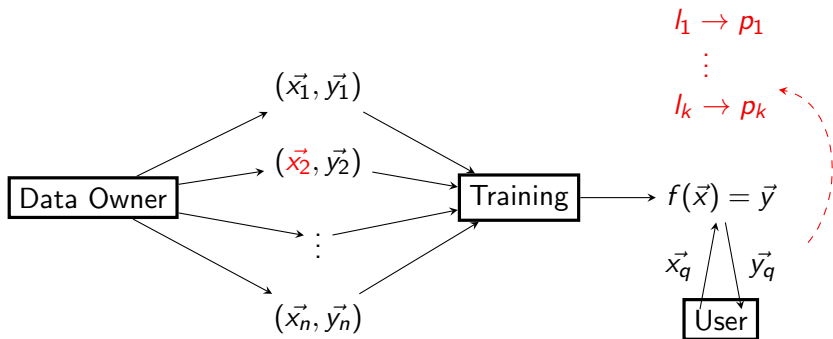 l₁ → p₁
⋮
lₖ → pₖ
(x⃗₁, y⃗₁)
(x⃗₂, y⃗₂)
Data Owner
Training
f(x⃗) = y⃗
⋮
x⃗_q
y⃗_q
(x⃗ₙ, y⃗ₙ)
User